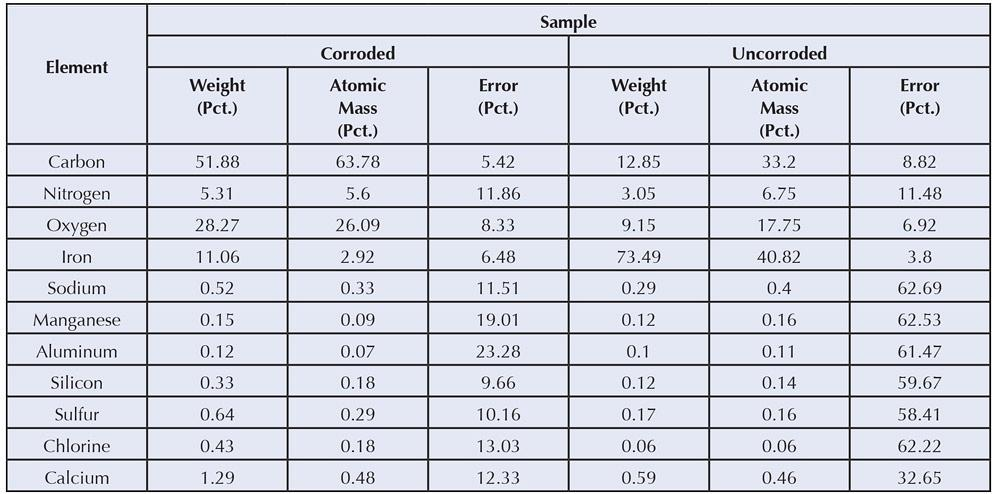 Element
Sample
Corroded Uncorroded
Weight (Pct.) Atomic Mass (Pct.) Error (Pct.) Weight (Pct.) Atomic Mass (Pct.) Error (Pct.)
Carbon 51.88 63.78 5.42 12.85 33.2 8.82
Nitrogen 5.31 5.6 11.86 3.05 6.75 11.48
Oxygen 28.27 26.09 8.33 9.15 17.75 6.92
Iron 11.06 2.92 6.48 73.49 40.82 3.8
Sodium 0.52 0.33 11.51 0.29 0.4 62.69
Manganese 0.15 0.09 19.01 0.12 0.16 62.53
Aluminum 0.12 0.07 23.28 0.1 0.11 61.47
Silicon 0.33 0.18 9.66 0.12 0.14 59.67
Sulfur 0.64 0.29 10.16 0.17 0.16 58.41
Chlorine 0.43 0.18 13.03 0.06 0.06 62.22
Calcium 1.29 0.48 12.33 0.59 0.46 32.65